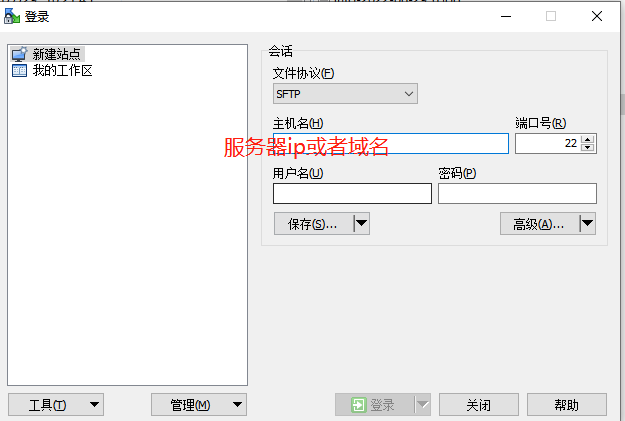 登录
新建站点
我的工作区
会话
文件协议(F)
SFTP
主机名(H)
端口号(R)
服务器ip或者域名
22
用户名(U)
密码(P)
保存(S)...
高级(A)...
工具(T)
管理(M)
登录
关闭
帮助